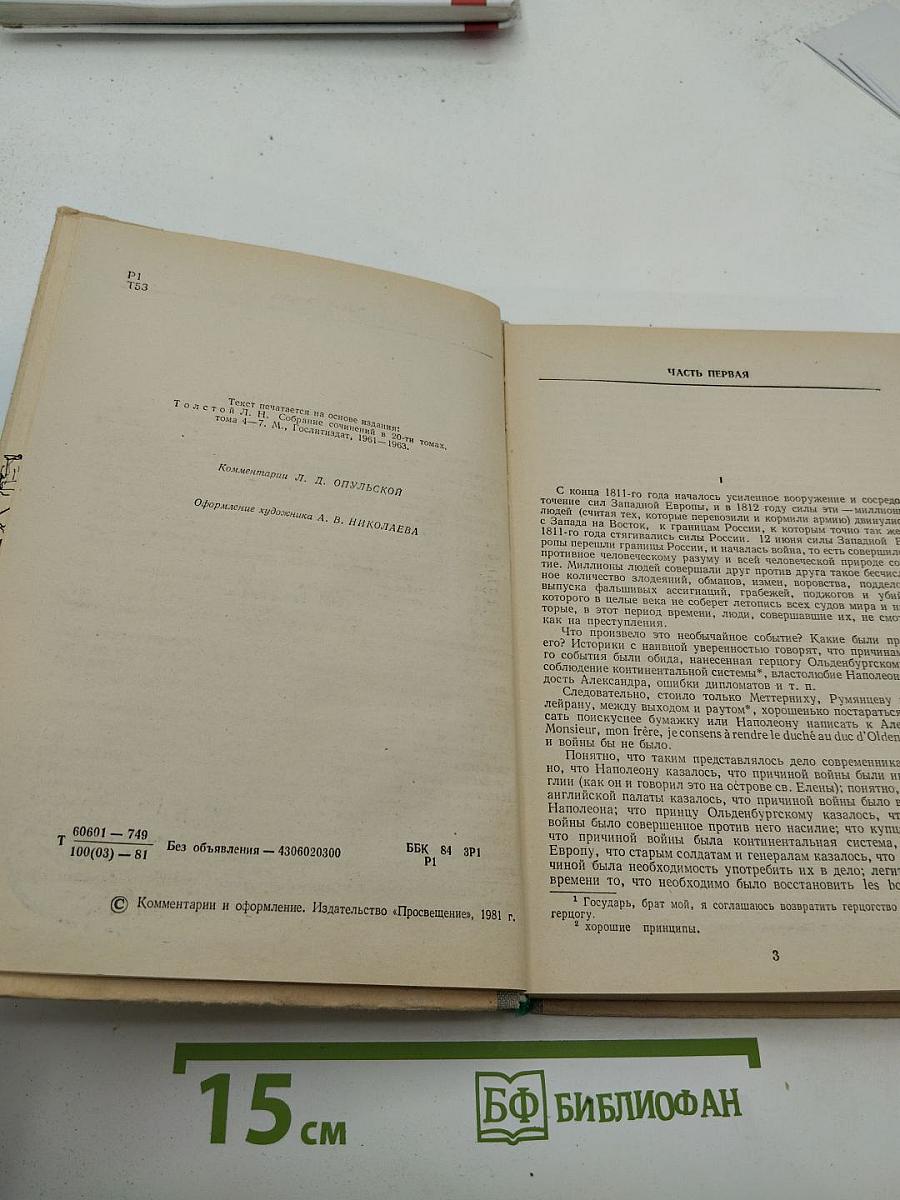 Р1
Т53
Текст печатается на основе издания:
Толстой Л. Н. Собрание сочинений в 20-ти томах,
тома 4—7. М., Гослитиздат, 1961—1963.
Комментарии Л. Д. ОПУЛЬСКОЙ
Оформление художника А. В. НИКОЛАЕВА
Т 60601 — 749
100(03) — 81
Без объявления — 4306020300
ББК 84 3Р1
Р1
© Комментарии и оформление. Издательство «Просвещение», 1981 г.
ЧАСТЬ ПЕРВАЯ
I
С конца 1811-го года началось усиленное вооружение и сосредо
точение сил Западной Европы, и в 1812 году силы эти — миллион
людей (считая тех, которые перевозили и кормили армию) двинулис
с Запада на Восток, к границам России, к которым точно так же
1811-го года стягивались силы России. 12 июня силы Западной Е
ропы перешли границы России, и началась война, то есть совершило
противное человеческому разуму и всей человеческой природе со
тие. Миллионы людей совершали друг против друга такое бесчисл
ное количество злодеяний, обманов, измен, воровства, поддело
выпуска фальшивых ассигнаций, грабежей, поджогов и убий
которого в целые века не соберет летопись всех судов мира и н
торые, в этот период времени, люди, совершавшие их, не смот
как на преступления.
Что произвело это необычайное событие? Какие были пр
его? Историки с наивной уверенностью говорят, что причинам
го события были обида, нанесенная герцогу Ольденбургском
соблюдение континентальной системы*, властолюбие Наполеон
дость Александра, ошибки дипломатов и т. п.
Следовательно, стоило только Меттерниху, Румянцеву
лейрану, между выходом и раутом*, хорошенько постараться
сать поискуснее бумажку или Наполеону написать к Але
Monsieur, mon frère, je consens à rendre le duché au duc d'Olden
и войны бы не было.
Понятно, что таким представлялось дело современника
но, что Наполеону казалось, что причиной войны были ин
глии (как он и говорил это на острове св. Елены); понятно,
английской палаты казалось, что причиной войны было в
Наполеона; что принцу Ольденбургскому казалось, чт
войны было совершенное против него насилие; что купц
что причиной войны была континентальная система,
Европу, что старым солдатам и генералам казалось, что
чиной была необходимость употребить их в дело; легит
времени то, что необходимо было восстановить les bo
1 Государь, брат мой, я соглашаюсь возвратить герцогство
герцогу.
2 хорошие принципы.
3
15 см
БФ БИБЛИОФАН